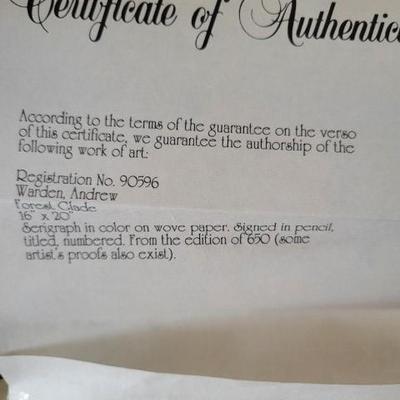 Certificate of Authentic
According to the terms of the guarantee on the verso
of this certificate, we guarantee the authorship of the
following work of art:
Registration No. 90596
Warden, Andrew
Forest Glade
16" x 20"
Serigraph in color on wove paper. Signed in pencil,
titled, numbered. From the edition of 650 (some
artist's proofs also exist).